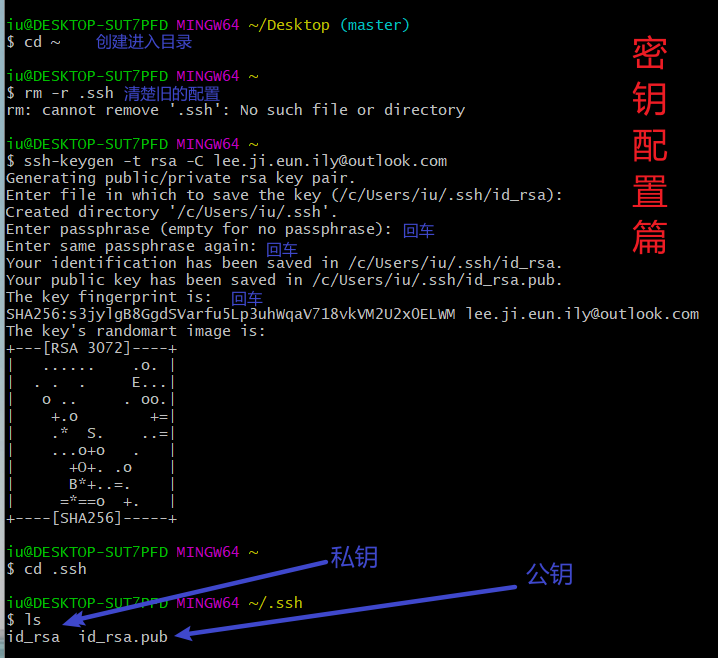 iu@DESKTOP-SUT7PFD MINGW64 ~/Desktop (master)
$ cd ~ 创建进入目录
iu@DESKTOP-SUT7PFD MINGW64 ~
$ rm -r .ssh 清楚旧的配置
rm: cannot remove '.ssh': No such file or directory
iu@DESKTOP-SUT7PFD MINGW64 ~
$ ssh-keygen -t rsa -C lee.ji.eun.ily@outlook.com
Generating public/private rsa key pair.
Enter file in which to save the key (/c/Users/iu/.ssh/id_rsa):
Created directory '/c/Users/iu/.ssh'.
Enter passphrase (empty for no passphrase): 回车
Enter same passphrase again: 回车
Your identification has been saved in /c/Users/iu/.ssh/id_rsa.
Your public key has been saved in /c/Users/iu/.ssh/id_rsa.pub.
The key fingerprint is: 回车
SHA256:s3jylgB8GgdSVarfu5Lp3uhWqaV718vkVM2U2xOELWM lee.ji.eun.ily@outlook.com
The key's randomart image is:
+---[RSA 3072]----+
|   ......    .o. |
|  . .  .     E...|
|   o ..     . oo.|
|    +.o        +=|
|    .*  S.    ..=|
|    ...o+o   .   |
|      +O+. .o    |
|      B*+..=.    |
|     =*==o  +.   |
+----[SHA256]-----+
iu@DESKTOP-SUT7PFD MINGW64 ~
$ cd .ssh
iu@DESKTOP-SUT7PFD MINGW64 ~/.ssh
$ ls
id_rsa  id_rsa.pub
私钥
公钥
密钥配置篇